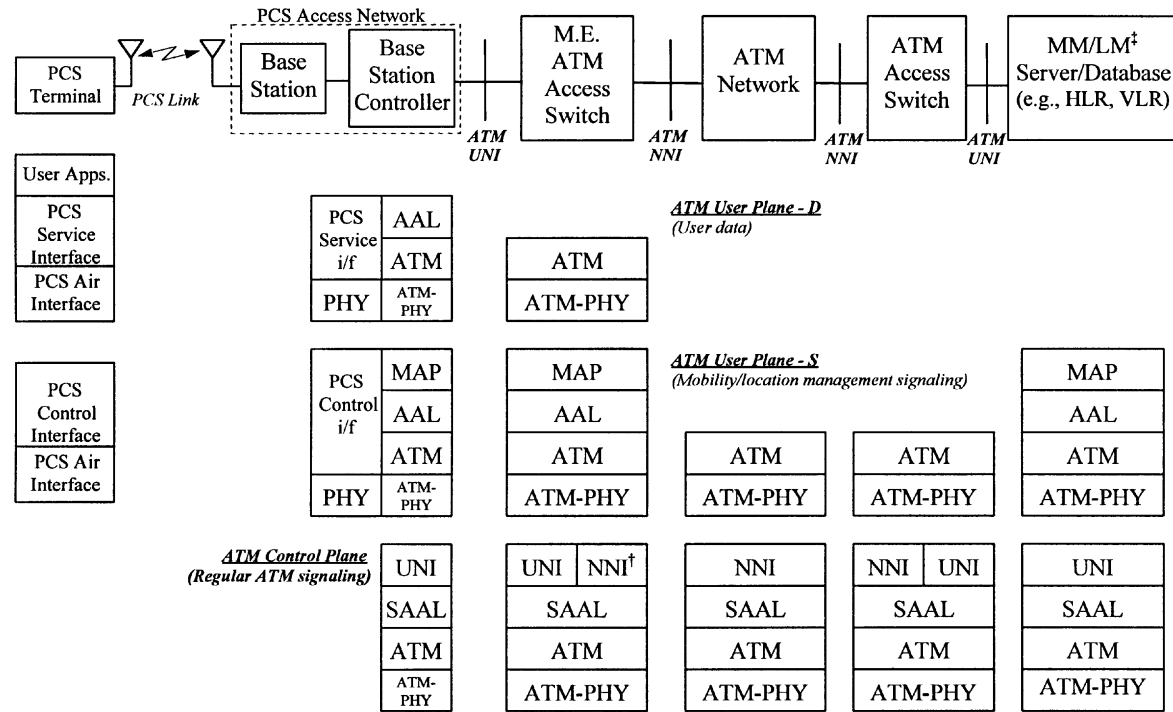 PCS Access Network
PCS
Terminal
PCS Link
Base
Station
Base
Station
Controller
ATM
UNI
M.E.
ATM
Access
Switch
ATM
NNI
ATM
Network
ATM
NNI
ATM
Access
Switch
ATM
UNI
MM/LM‡
Server/Database
(e.g., HLR, VLR)
User Apps.
PCS
Service
Interface
PCS Air
Interface
PCS
Service
i/f
PHY
AAL
ATM
ATM-
PHY
ATM
ATM-PHY
ATM User Plane - D
(User data)
PCS
Control
Interface
PCS Air
Interface
PCS
Control
i/f
PHY
MAP
AAL
ATM
ATM-
PHY
MAP
AAL
ATM
ATM-PHY
ATM User Plane - S
(Mobility/location management signaling)
ATM
ATM-PHY
ATM
ATM-PHY
MAP
AAL
ATM
ATM-PHY
ATM Control Plane
(Regular ATM signaling)
UNI
SAAL
ATM
ATM-
PHY
UNI NNI†
SAAL
ATM
ATM-PHY
NNI
SAAL
ATM
ATM-PHY
NNI UNI
SAAL
ATM
ATM-PHY
UNI
SAAL
ATM
ATM-PHY